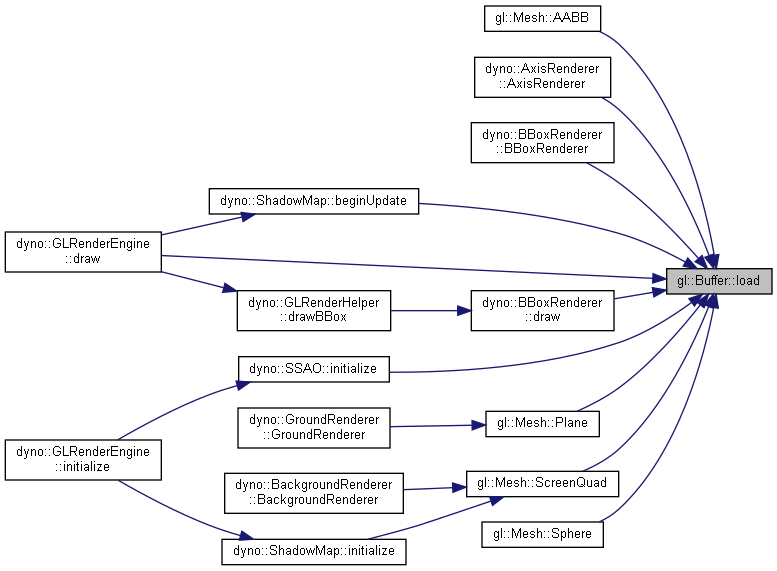 gl::Mesh::AABB
dyno::AxisRenderer
::AxisRenderer
dyno::BBoxRenderer
::BBoxRenderer
dyno::ShadowMap::beginUpdate
dyno::GLRenderEngine
::draw
gl::Buffer::load
dyno::GLRenderHelper
::drawBBox
dyno::BBoxRenderer
::draw
dyno::SSAO::initialize
dyno::GroundRenderer
::GroundRenderer
gl::Mesh::Plane
dyno::GLRenderEngine
::initialize
dyno::BackgroundRenderer
::BackgroundRenderer
gl::Mesh::ScreenQuad
gl::Mesh::Sphere
dyno::ShadowMap::initialize